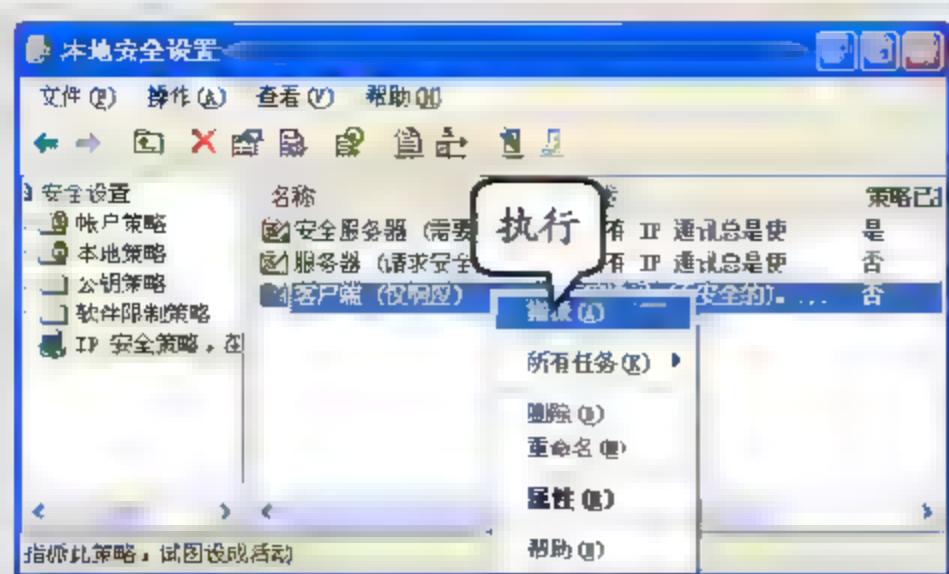 本地安全设置
文件(F) 操作(A) 查看(V) 帮助(H)
安全设置
帐户策略
本地策略
公钥策略
软件限制策略
IP 安全策略，在
名称 策略已
安全服务器 (需要 有 IP 通讯总是使 是
服务器 (请求安全 有 IP 通讯总是使 否
客户端 (仅响应) (不安全的)。... 否
执行
指派(A)
所有任务(K)
删除(D)
重命名(M)
属性(R)
帮助(H)
指派此策略，试图设成活动